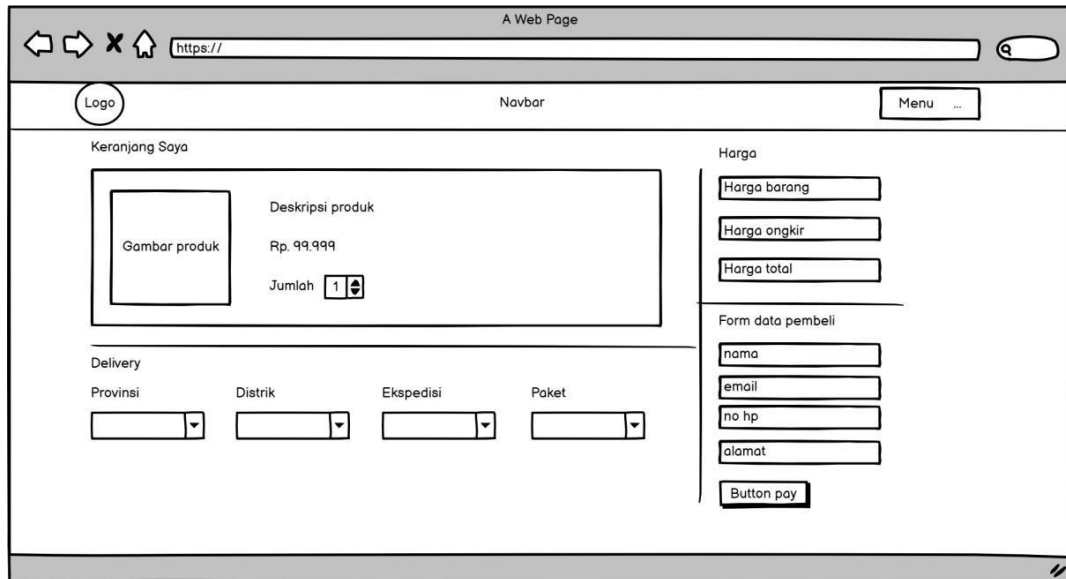 A Web Page
https://
Logo
Navbar
Menu ...
Keranjang Saya
Gambar produk
Deskripsi produk
Rp. 99.999
Jumlah 1
Delivery
Provinsi Distrik Ekspedisi Paket
Harga
Harga barang
Harga ongkir
Harga total
Form data pembeli
nama
email
no hp
alamat
Button pay